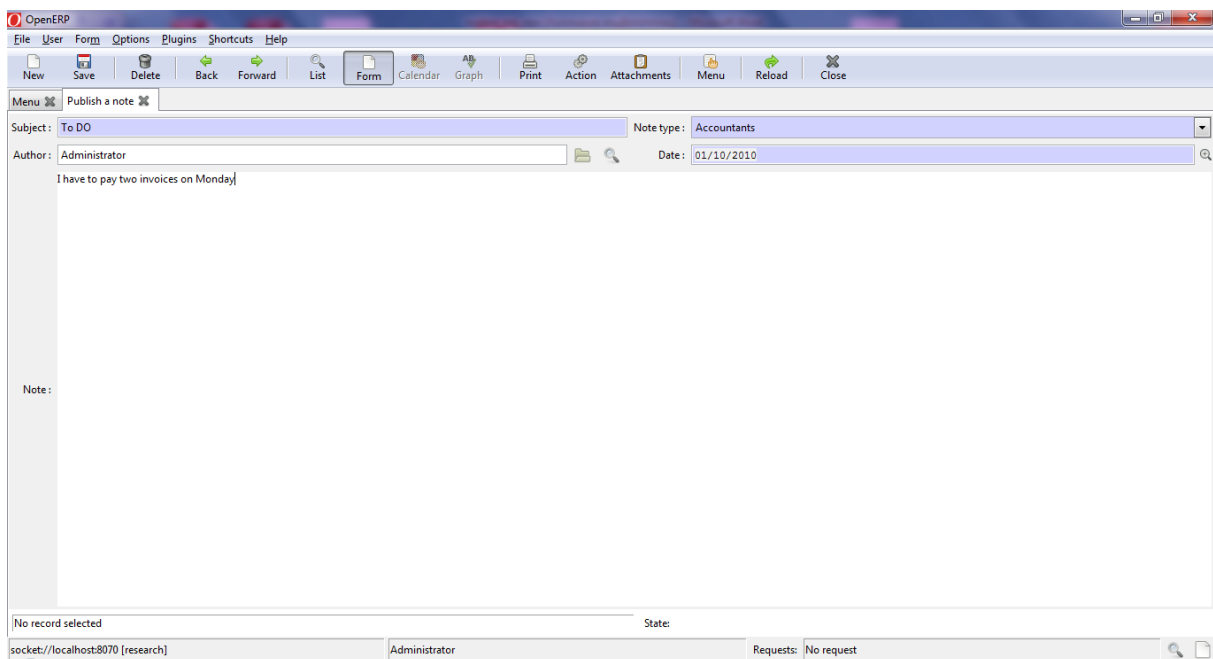 OpenERP
File User Form Options Plugins Shortcuts Help
New Save Delete Back Forward List Form Calendar Graph Print Action Attachments Menu Reload Close
Menu Publish a note
Subject : To DO Note type : Accountants
Author : Administrator Date : 01/10/2010
I have to pay two invoices on Monday
Note :
No record selected State:
socket://localhost:8070 [research] Administrator Requests: No request